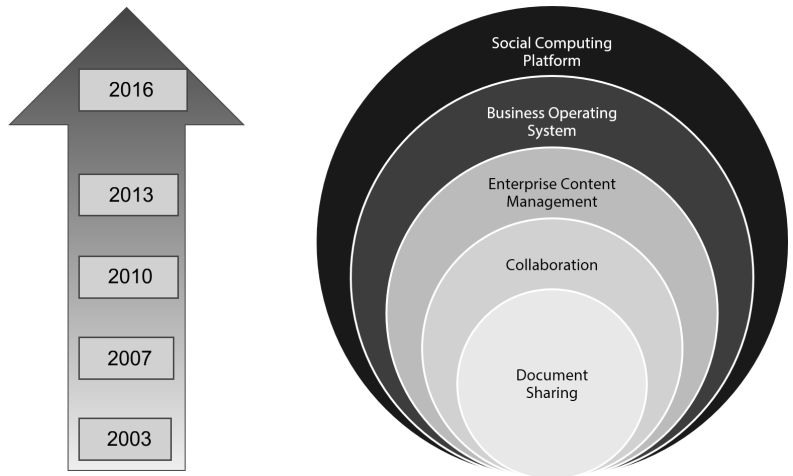 2016
2013
2010
2007
2003
Social Computing
Platform
Business Operating
System
Enterprise Content
Management
Collaboration
Document
Sharing